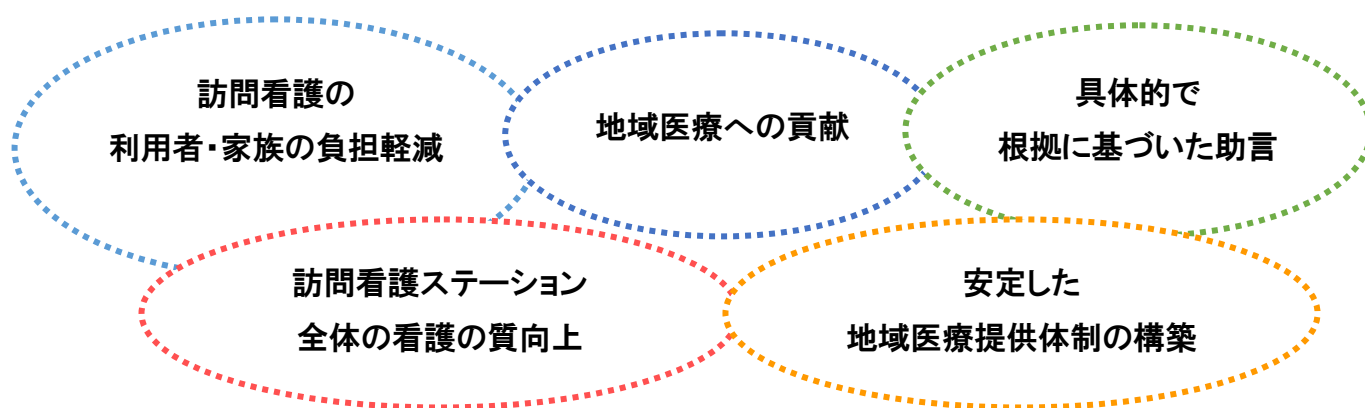 訪問看護の
利用者・家族の負担軽減
地域医療への貢献
具体的で
根拠に基づいた助言
訪問看護ステーション
全体の看護の質向上
安定した
地域医療提供体制の構築